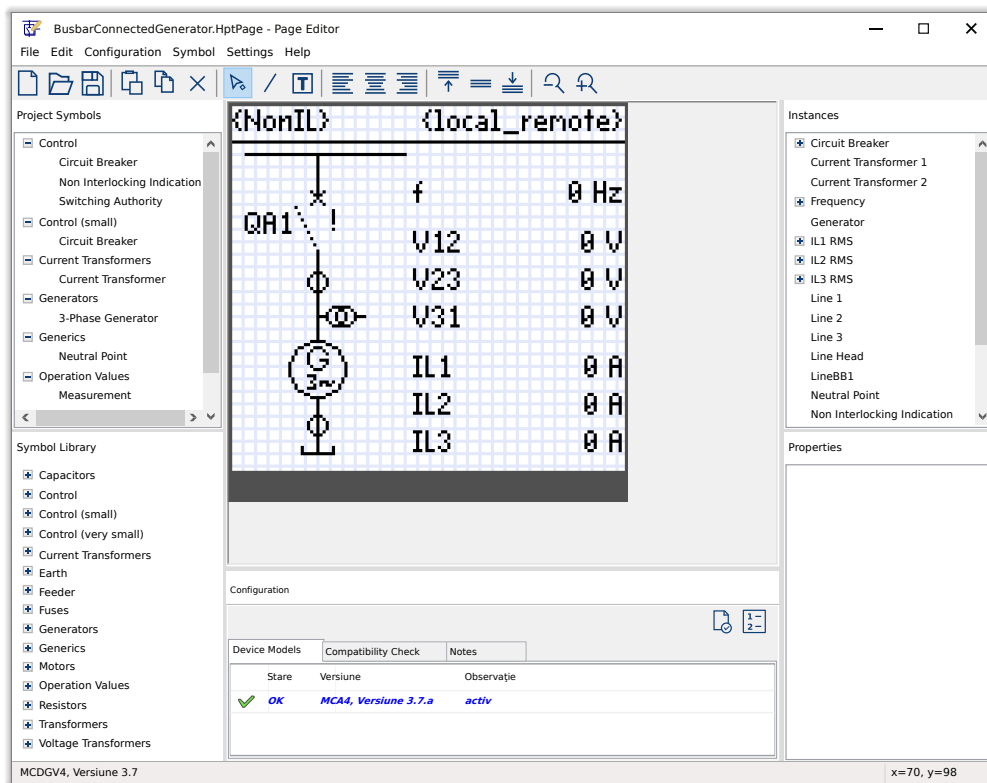 BusbarConnectedGenerator.HptPage - Page Editor
File Edit Configuration Symbol Settings Help
T
Project Symbols
Control
Circuit Breaker
Non Interlocking Indication
Switching Authority
Control (small)
Circuit Breaker
Current Transformers
Current Transformer
Generators
3-Phase Generator
Generics
Neutral Point
Operation Values
Measurement
Symbol Library
Capacitors
Control
Control (small)
Control (very small)
Current Transformers
Earth
Feeder
Fuses
Generators
Generics
Motors
Operation Values
Resistors
Transformers
Voltage Transformers
{NonIL} {local_remote}
f 0 Hz
QA1 !
V12 0 V
V23 0 V
V31 0 V
G
3~
IL1 0 A
IL2 0 A
IL3 0 A
Configuration
1
2
Device Models Compatibility Check Notes
Stare Versiune Observație
OK MCA4, Versiune 3.7.a activ
Instances
Circuit Breaker
Current Transformer 1
Current Transformer 2
Frequency
Generator
IL1 RMS
IL2 RMS
IL3 RMS
Line 1
Line 2
Line 3
Line Head
LineBB1
Neutral Point
Non Interlocking Indication
Properties
MCDGV4, Versiune 3.7 x=70, y=98